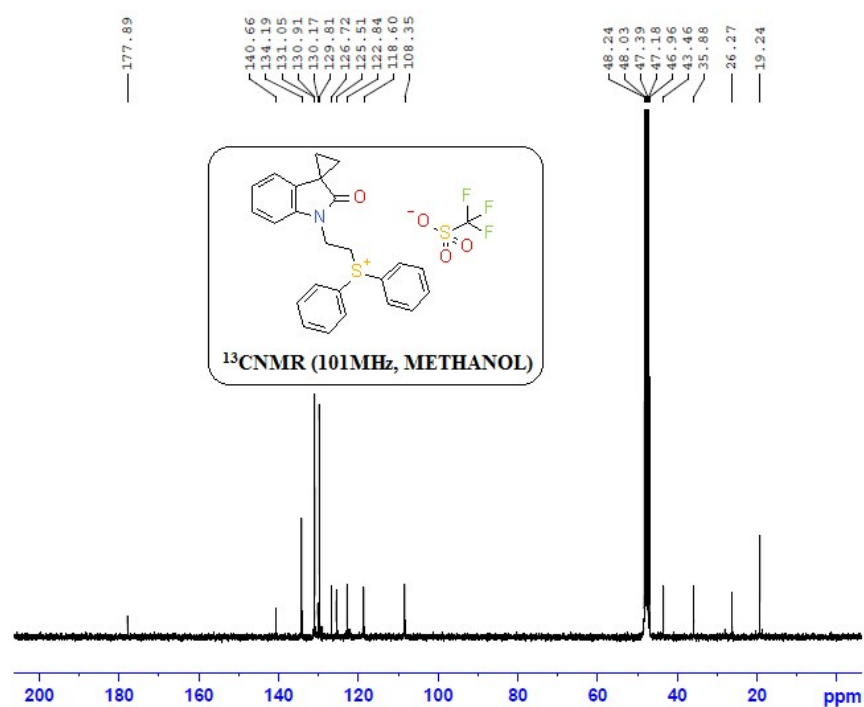 177.89
140.66
134.19
131.05
130.91
130.17
129.81
126.72
125.51
122.84
118.60
108.35
48.24
48.03
47.39
47.18
46.96
43.46
35.88
26.27
19.24
O
N
S+
-O
S
O
O
F
F
F
13CNMR (101MHz, METHANOL)
200 180 160 140 120 100 80 60 40 20 ppm